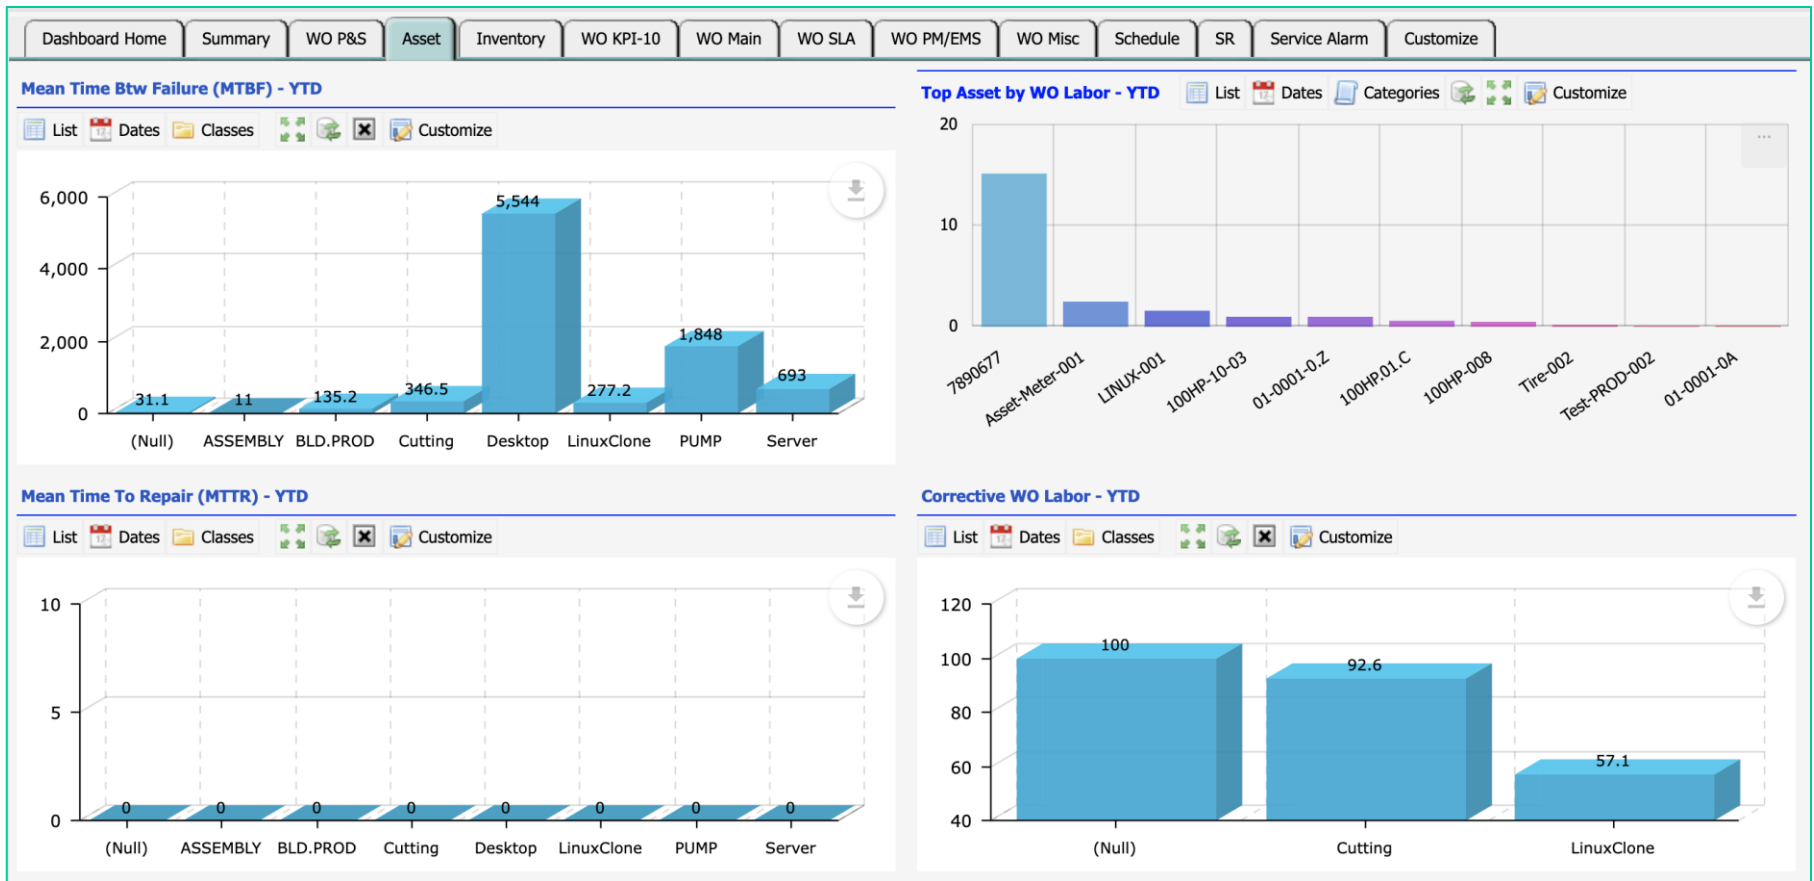 Dashboard Home Summary WO P&S Asset Inventory WO KPI-10 WO Main WO SLA WO PM/EMS WO Misc Schedule SR Service Alarm Customize
Mean Time Btw Failure (MTBF) - YTD
List Dates Classes Customize
6,000
4,000
2,000
0
31.1 11 135.2 346.5 5,544 277.2 1,848 693
(Null) ASSEMBLY BLD.PROD Cutting Desktop LinuxClone PUMP Server
Top Asset by WO Labor - YTD List Dates Categories Customize
...
20
10
0
7890677
Asset-Meter-001
LINUX-001
100HP-10-03
01-0001-0.Z
100HP.01.C
100HP-008
Tire-002
Test-PROD-002
01-0001-0A
Mean Time To Repair (MTTR) - YTD
List Dates Classes Customize
10
5
0
0 0 0 0 0 0 0 0
(Null) ASSEMBLY BLD.PROD Cutting Desktop LinuxClone PUMP Server
Corrective WO Labor - YTD
List Dates Classes Customize
120
100
80
60
40
100 92.6 57.1
(Null) Cutting LinuxClone